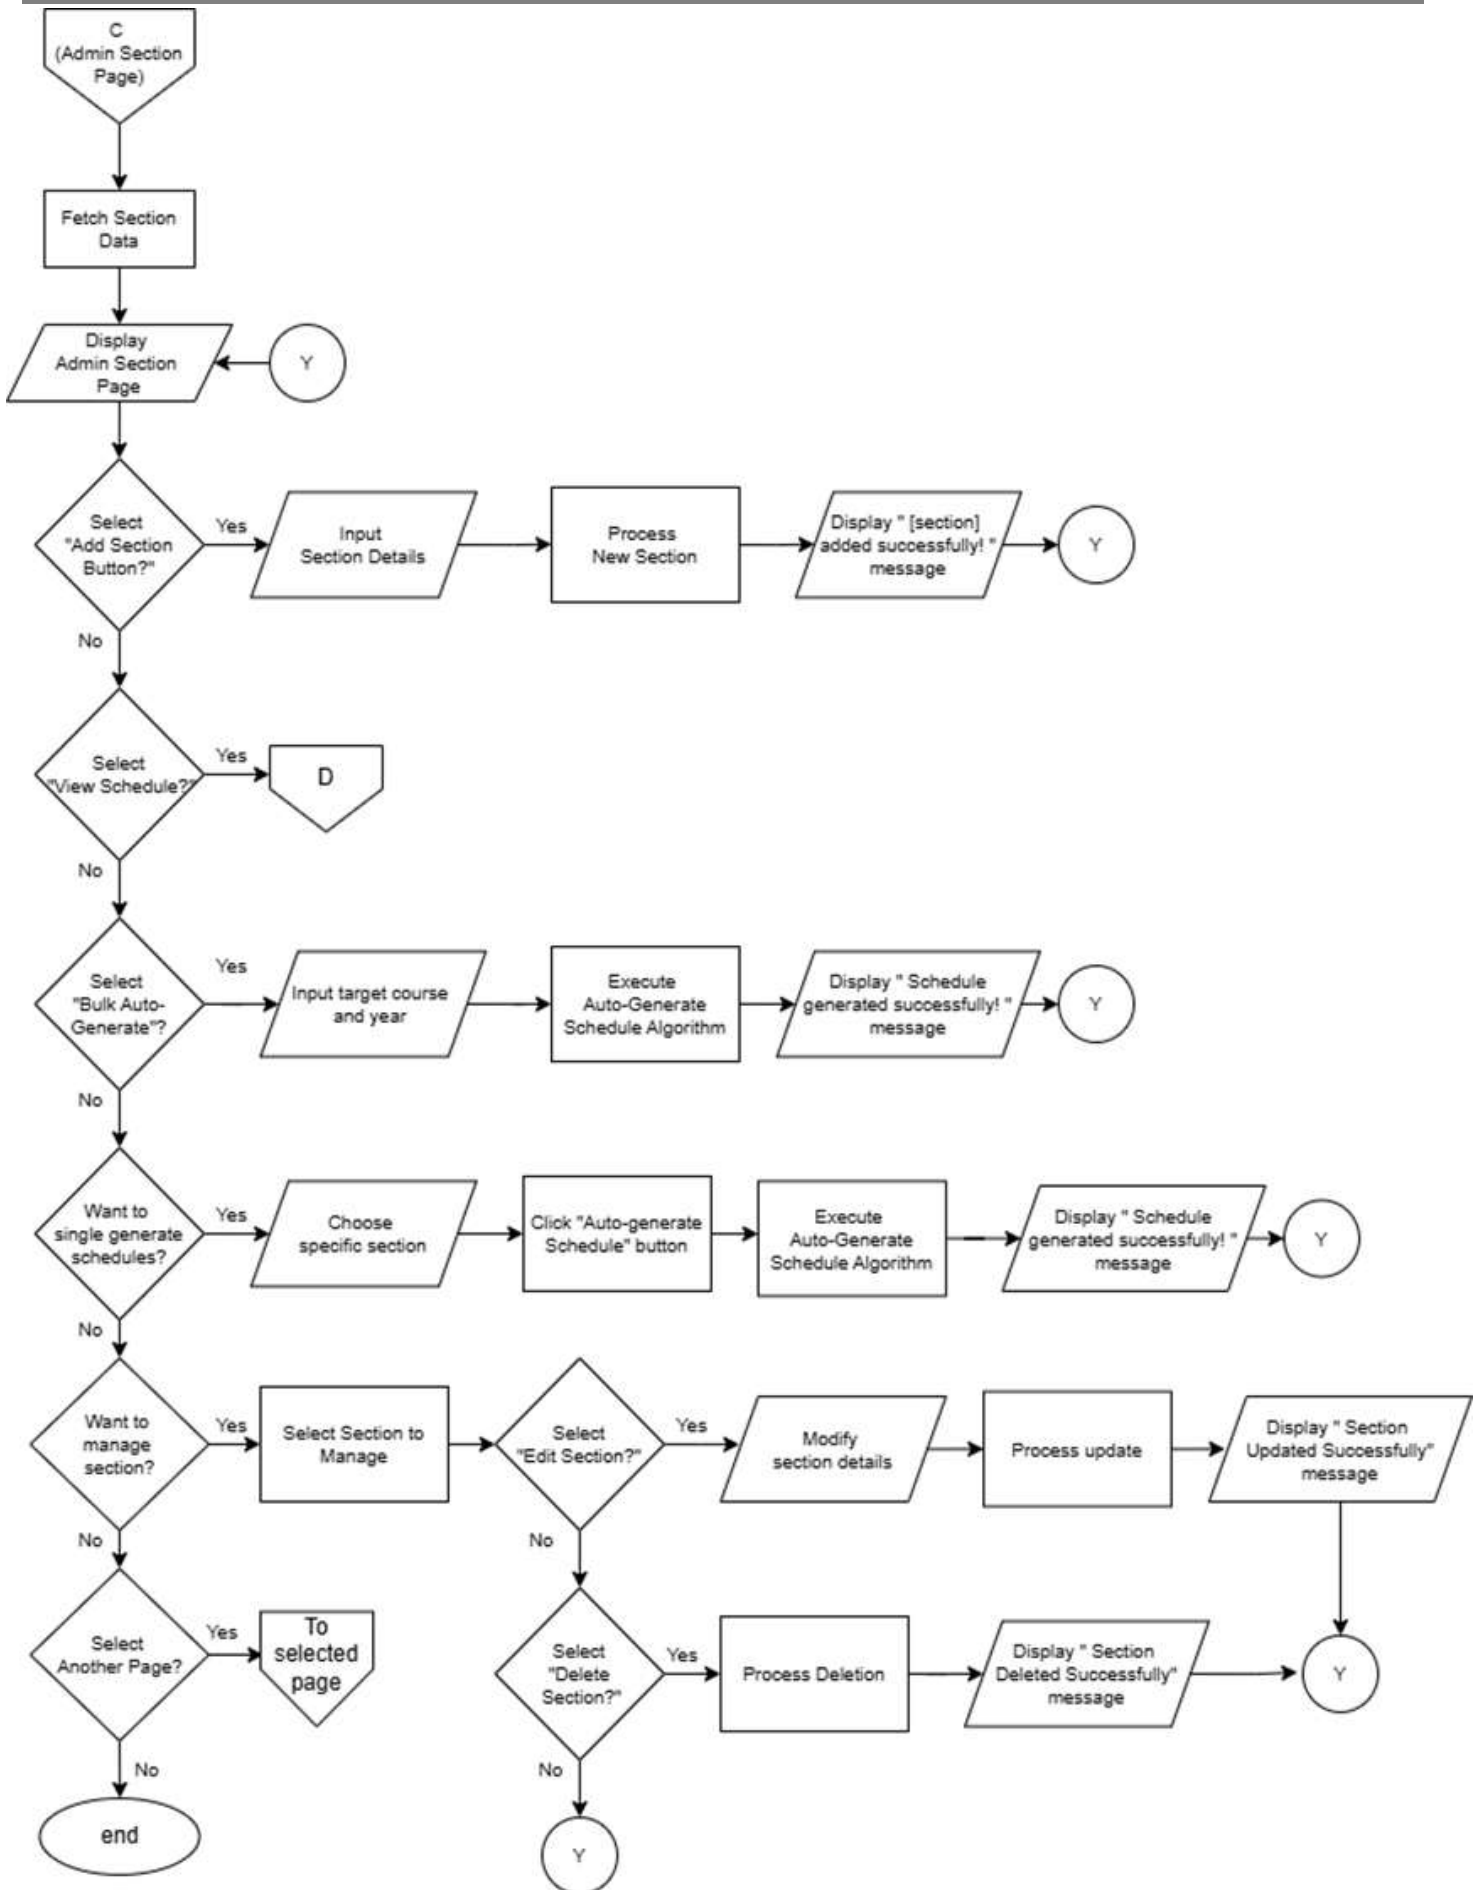 C
(Admin Section
Page)
Fetch Section
Data
Display
Admin Section
Page
Y
Select
"Add Section
Button?"
Yes
Input
Section Details
Process
New Section
Display " [section]
added successfully! "
message
Y
No
Select
"View Schedule?"
Yes
D
No
Select
"Bulk Auto-
Generate"?
Yes
Input target course
and year
Execute
Auto-Generate
Schedule Algorithm
Display " Schedule
generated successfully! "
message
Y
No
Want to
single generate
schedules?
Yes
Choose
specific section
Click "Auto-generate
Schedule" button
Execute
Auto-Generate
Schedule Algorithm
Display " Schedule
generated successfully! "
message
Y
No
Want to
manage
section?
Yes
Select Section to
Manage
Select
"Edit Section?"
Yes
Modify
section details
Process update
Display " Section
Updated Successfully"
message
No
No
Select
Another Page?
Yes
To
selected
page
Select
"Delete
Section?"
Yes
Process Deletion
Display " Section
Deleted Successfully"
message
Y
No
No
end
Y